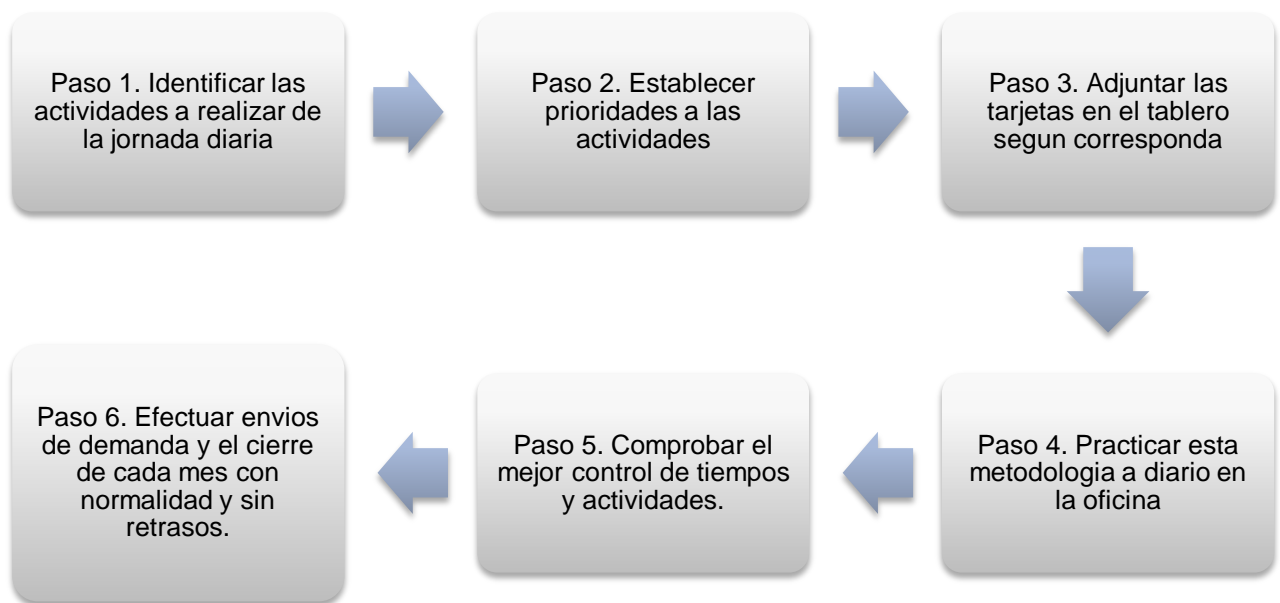 Paso 1. Identificar las
actividades a realizar de
la jornada diaria
Paso 2. Establecer
prioridades a las
actividades
Paso 3. Adjuntar las
tarjetas en el tablero
segun corresponda
Paso 4. Practicar esta
metodologia a diario en
la oficina
Paso 5. Comprobar el
mejor control de tiempos
y actividades.
Paso 6. Efectuar envios
de demanda y el cierre
de cada mes con
normalidad y sin
retrasos.